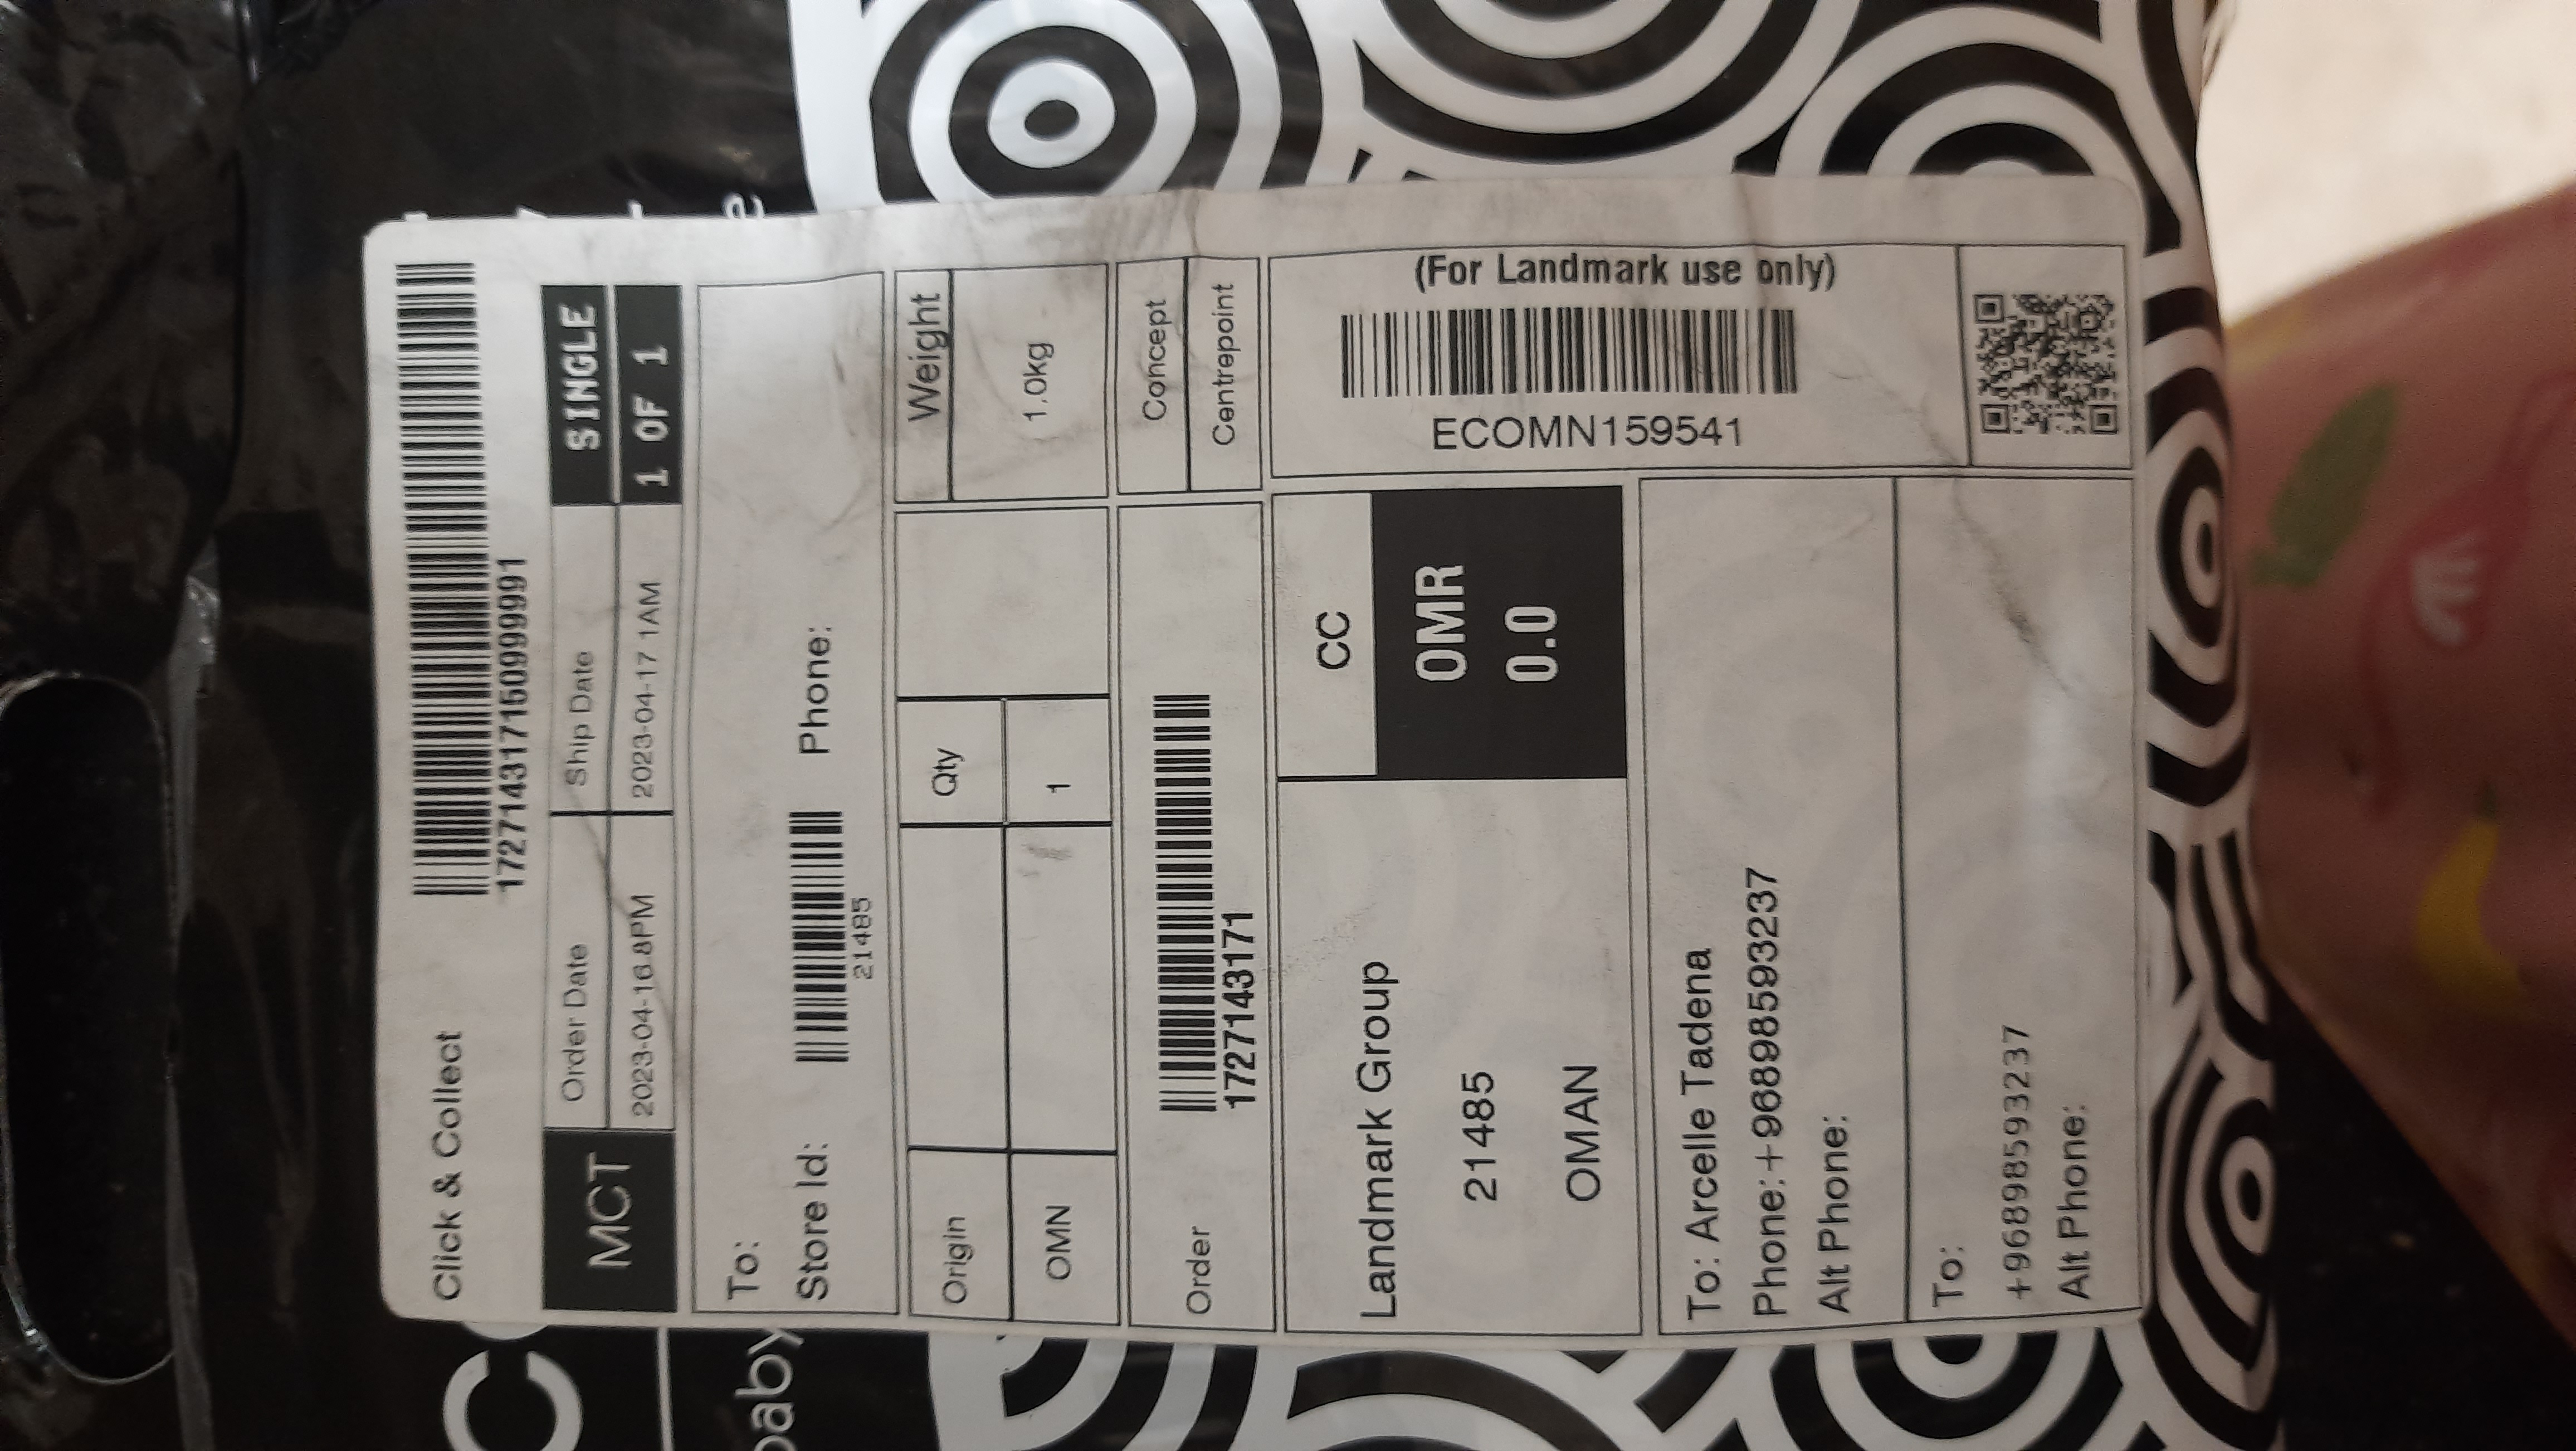 Click & Collect
172714317150999991
MCT
Order Date
Ship Date
SINGLE
2023-04-16 8PM
2023-04-17 1AM
1 OF 1
To:
Store Id:
21485
Phone:
Origin
Qty
Weight
OMN
1
1.0kg
Order
1727143171
Concept
Centrepoint
Landmark Group
21485
OMAN
CC
OMR
0.0
(For Landmark use only)
ECOMN159541
To: Arcelle Tadena
Phone:+96898593237
Alt Phone:
To:
+96898593237
Alt Phone:
baby